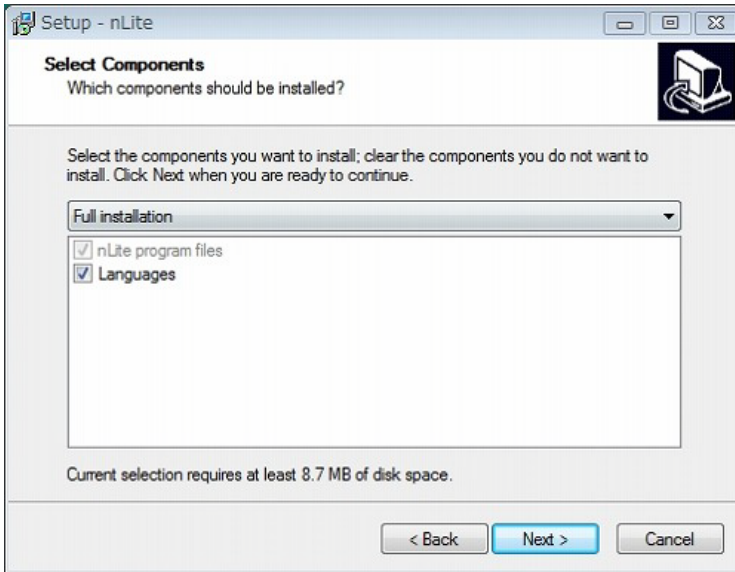 Setup - nLite
Select Components
Which components should be installed?
Select the components you want to install; clear the components you do not want to
install. Click Next when you are ready to continue.
Full installation
nLite program files
Languages
Current selection requires at least 8.7 MB of disk space.
< Back
Next >
Cancel